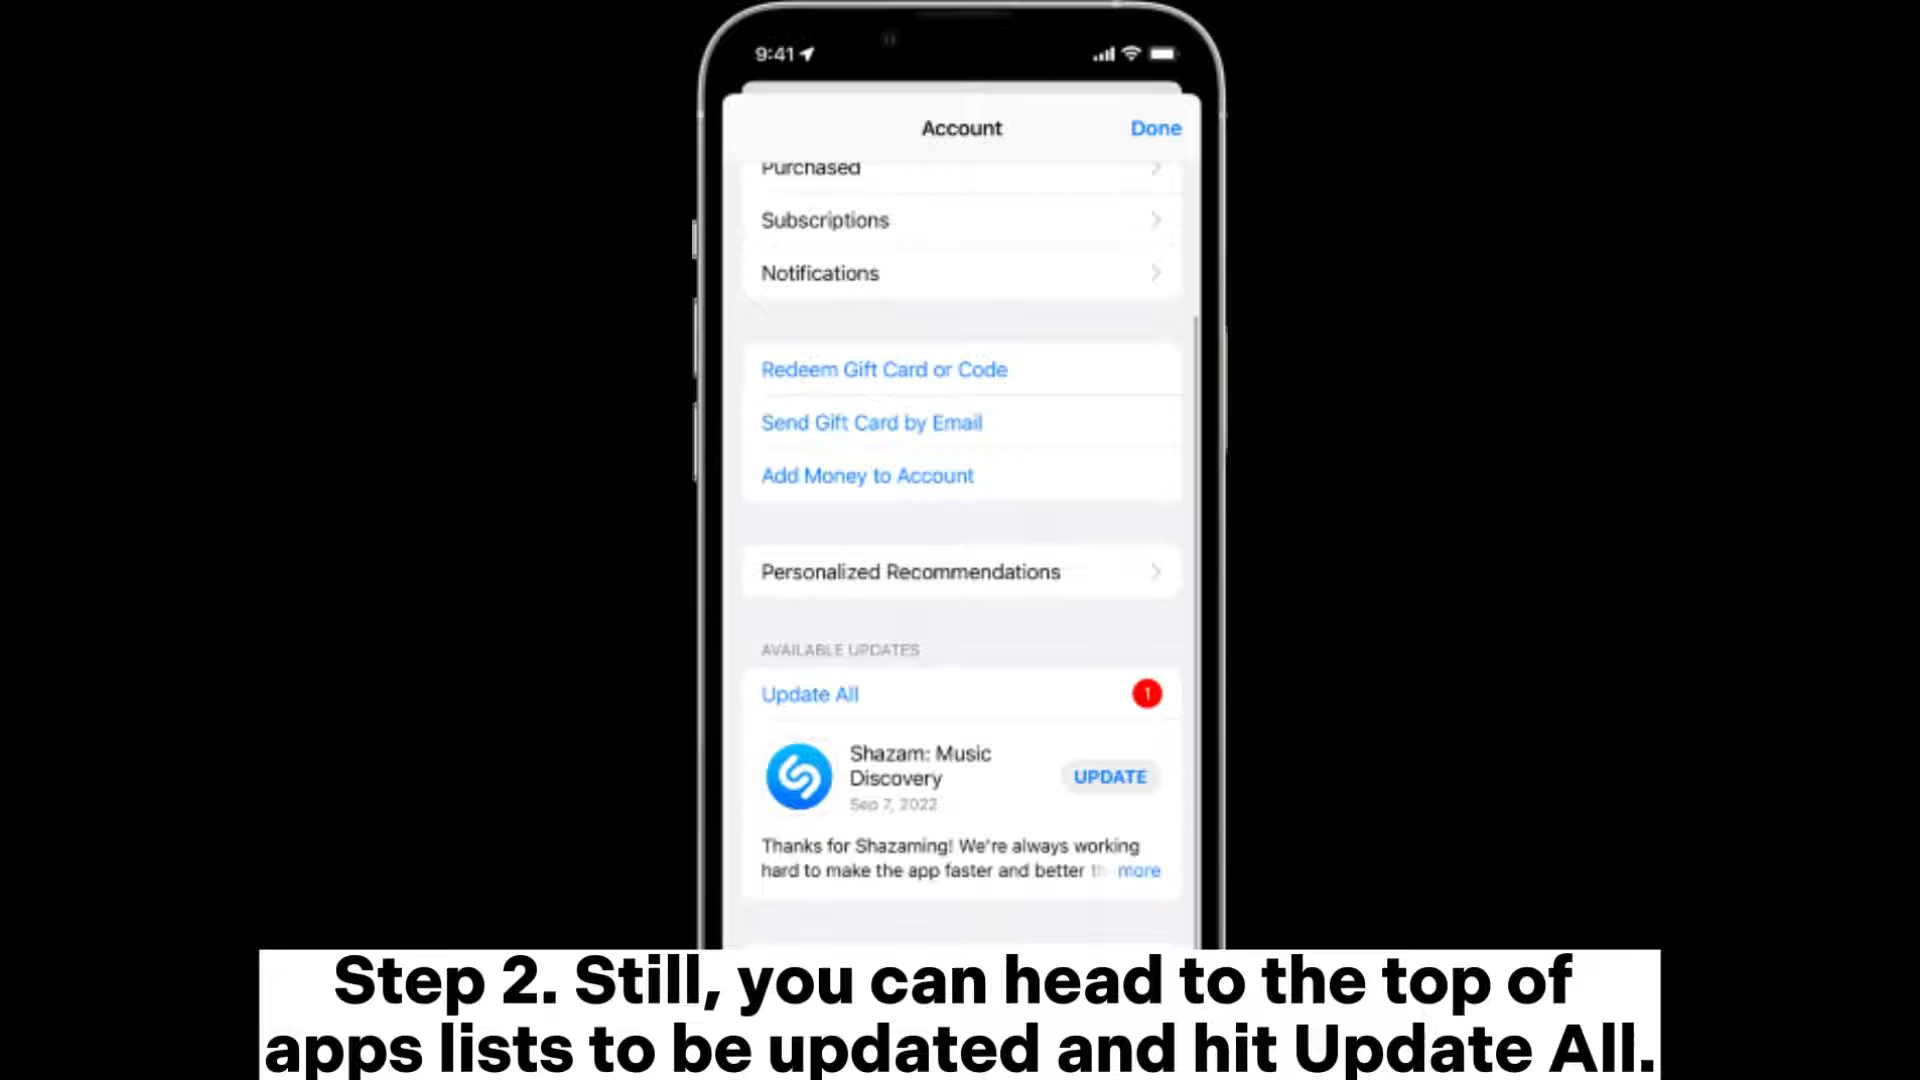 9:41
Account
Done
Purchased
Subscriptions
Notifications
Redeem Gift Card or Code
Send Gift Card by Email
Add Money to Account
Personalized Recommendations
AVAILABLE UPDATES
Update All
1
Shazam: Music
Discovery
UPDATE
Sep 7, 2022
Thanks for Shazaming! We're always working
hard to make the app faster and better th more
Step 2. Still, you can head to the top of
apps lists to be updated and hit Update All.